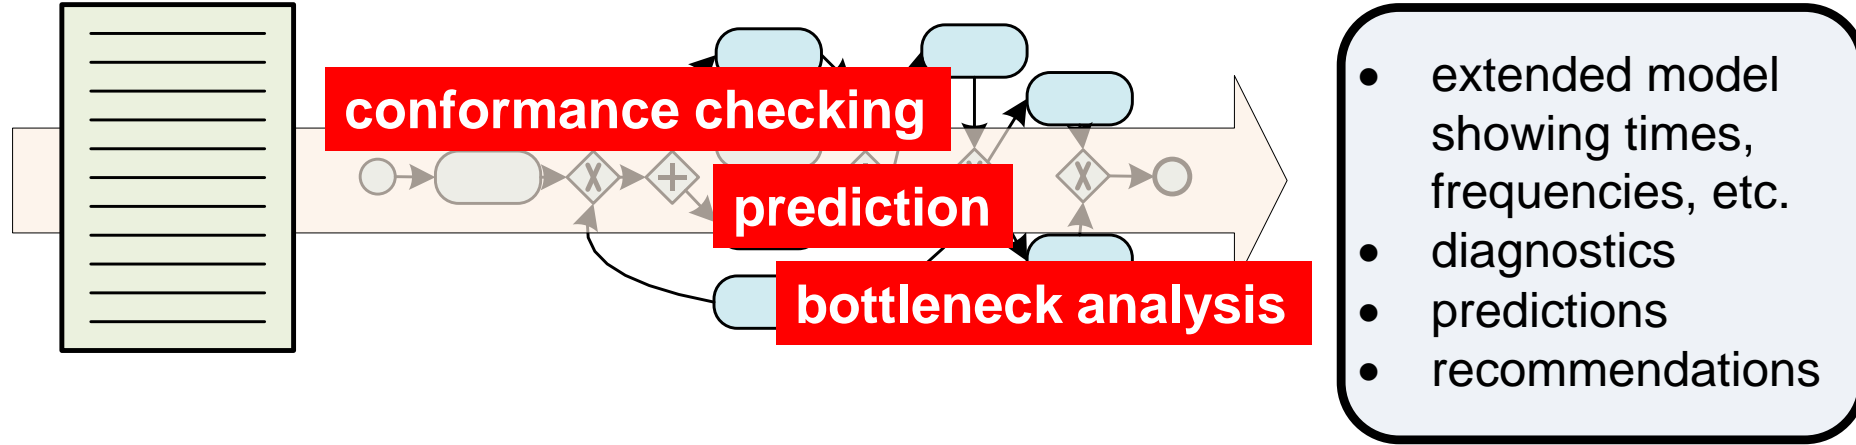 conformance checking
prediction
bottleneck analysis
• extended model
showing times,
frequencies, etc.
• diagnostics
• predictions
• recommendations